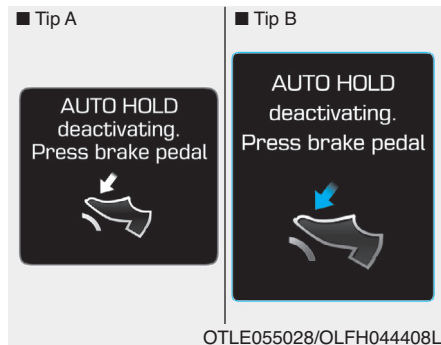 ■ Tip A
AUTO HOLD
deactivating.
Press brake pedal
■ Tip B
AUTO HOLD
deactivating.
Press brake pedal
OTLE055028/OLFH044408L